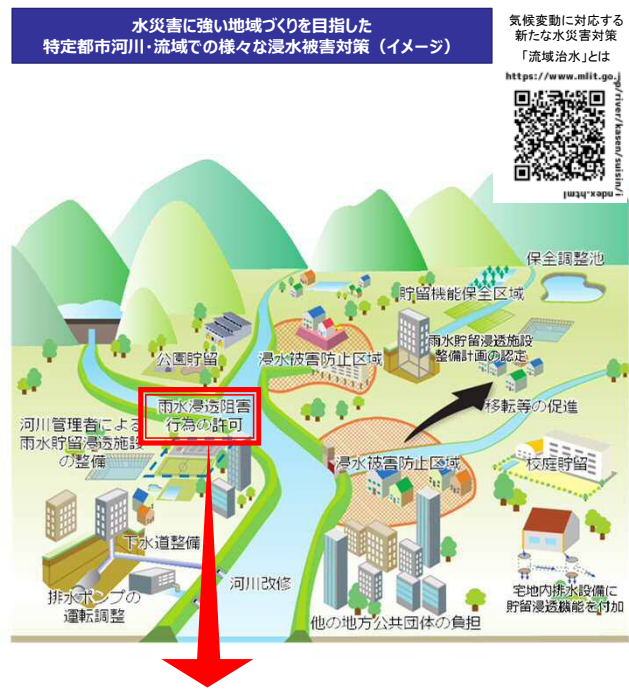 水災害に強い地域づくりを目指した
特定都市河川・流域での様々な浸水被害対策（イメージ）
気候変動に対応する
新たな水災害対策
「流域治水」とは
https://www.mlit.go.jp/river/kasen/suisin/index.html
保全調整池
貯留機能保全区域
雨水貯留浸透施設
整備計画の認定
公園貯留
浸水被害防止区域
移転等の促進
雨水浸透阻害
行為の許可
河川管理者による
雨水貯留浸透施設
の整備
浸水被害防止区域
校庭貯留
下水道整備
河川改修
排水ポンプの
運転調整
他の地方公共団体の負担
宅地内排水設備に
貯留浸透機能を付加